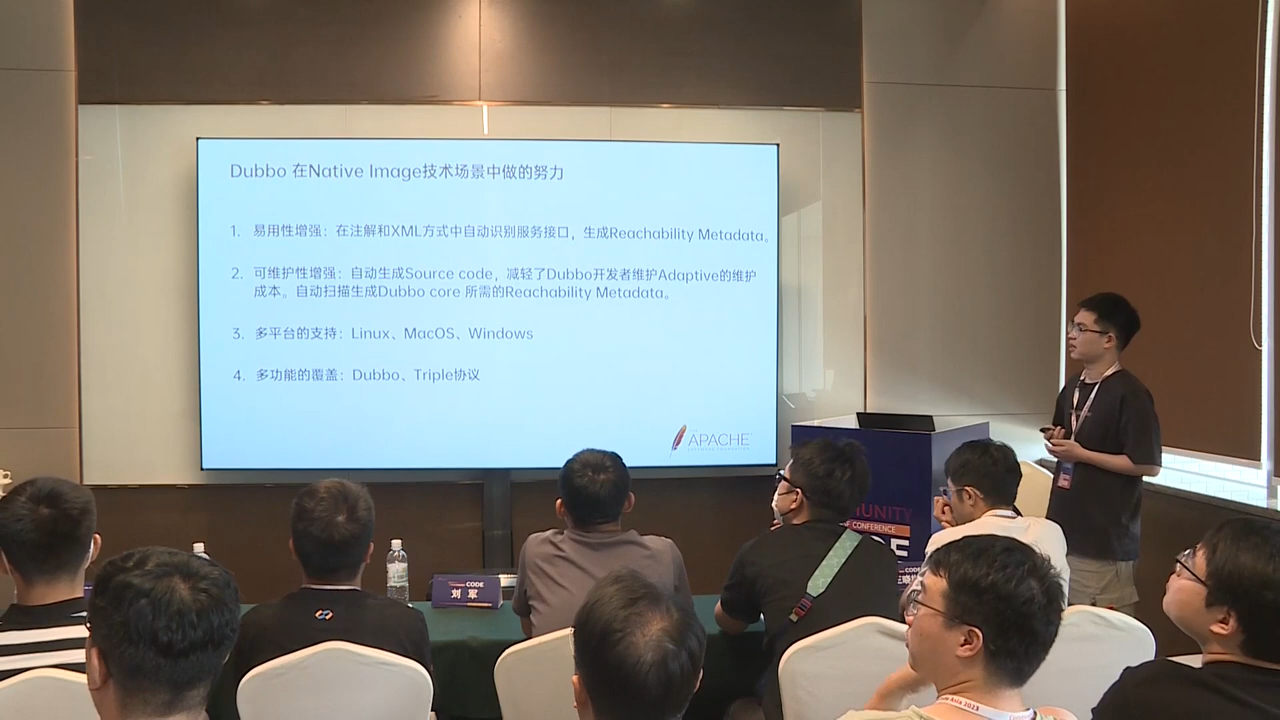 Dubbo 在Native Image技术场景中做的努力
1. 易用性增强：在注解和XML方式中自动识别服务接口，生成Reachability Metadata。
2. 可维护性增强：自动生成Source code，减轻了Dubbo开发者维护Adaptive的维护
成本。自动扫描生成Dubbo core 所需的Reachability Metadata。
3. 多平台的支持：Linux、MacOS、Windows
4. 多功能的覆盖：Dubbo、Triple协议
APACHE
SOFTWARE FOUNDATION
MUNITY
CONFERENCE
DE
CODE
CODE
刘 军
Asia 2023